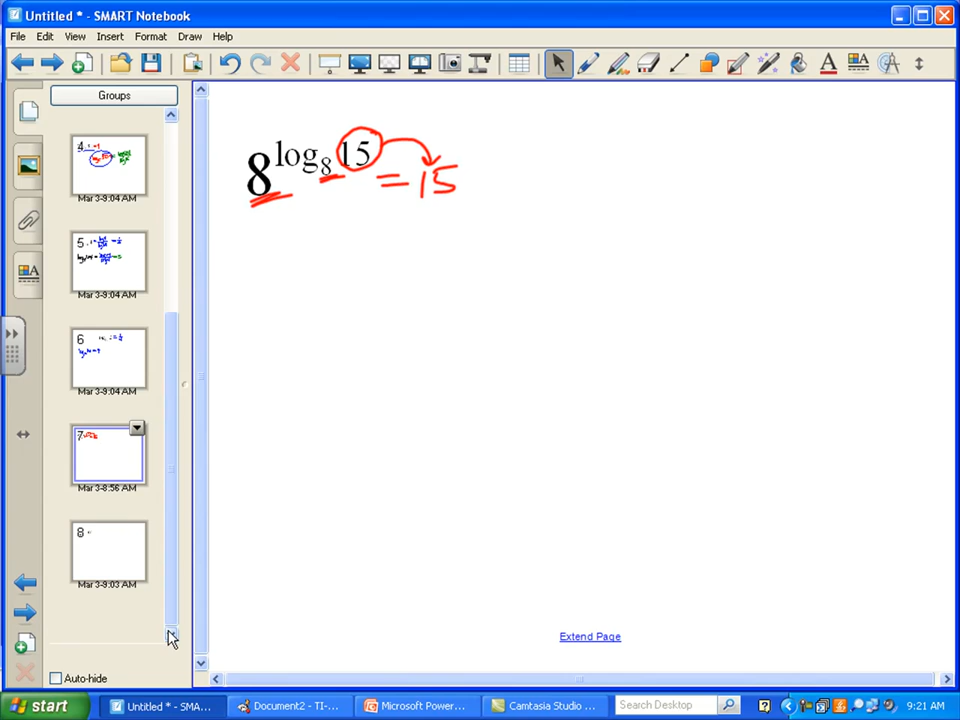 Untitled * - SMART Notebook
File Edit View Insert Format Draw Help
Groups
8 log 8 15 = 15
4
Mar 3-9:04 AM
5
Mar 3-9:04 AM
6
Mar 3-9:04 AM
7
Mar 3-8:56 AM
8
Mar 3-9:03 AM
Extend Page
Auto-hide
start Untitled * - SMA... Document2 - TI-... Microsoft Power... Camtasia Studio ... Search Desktop 9:21 AM